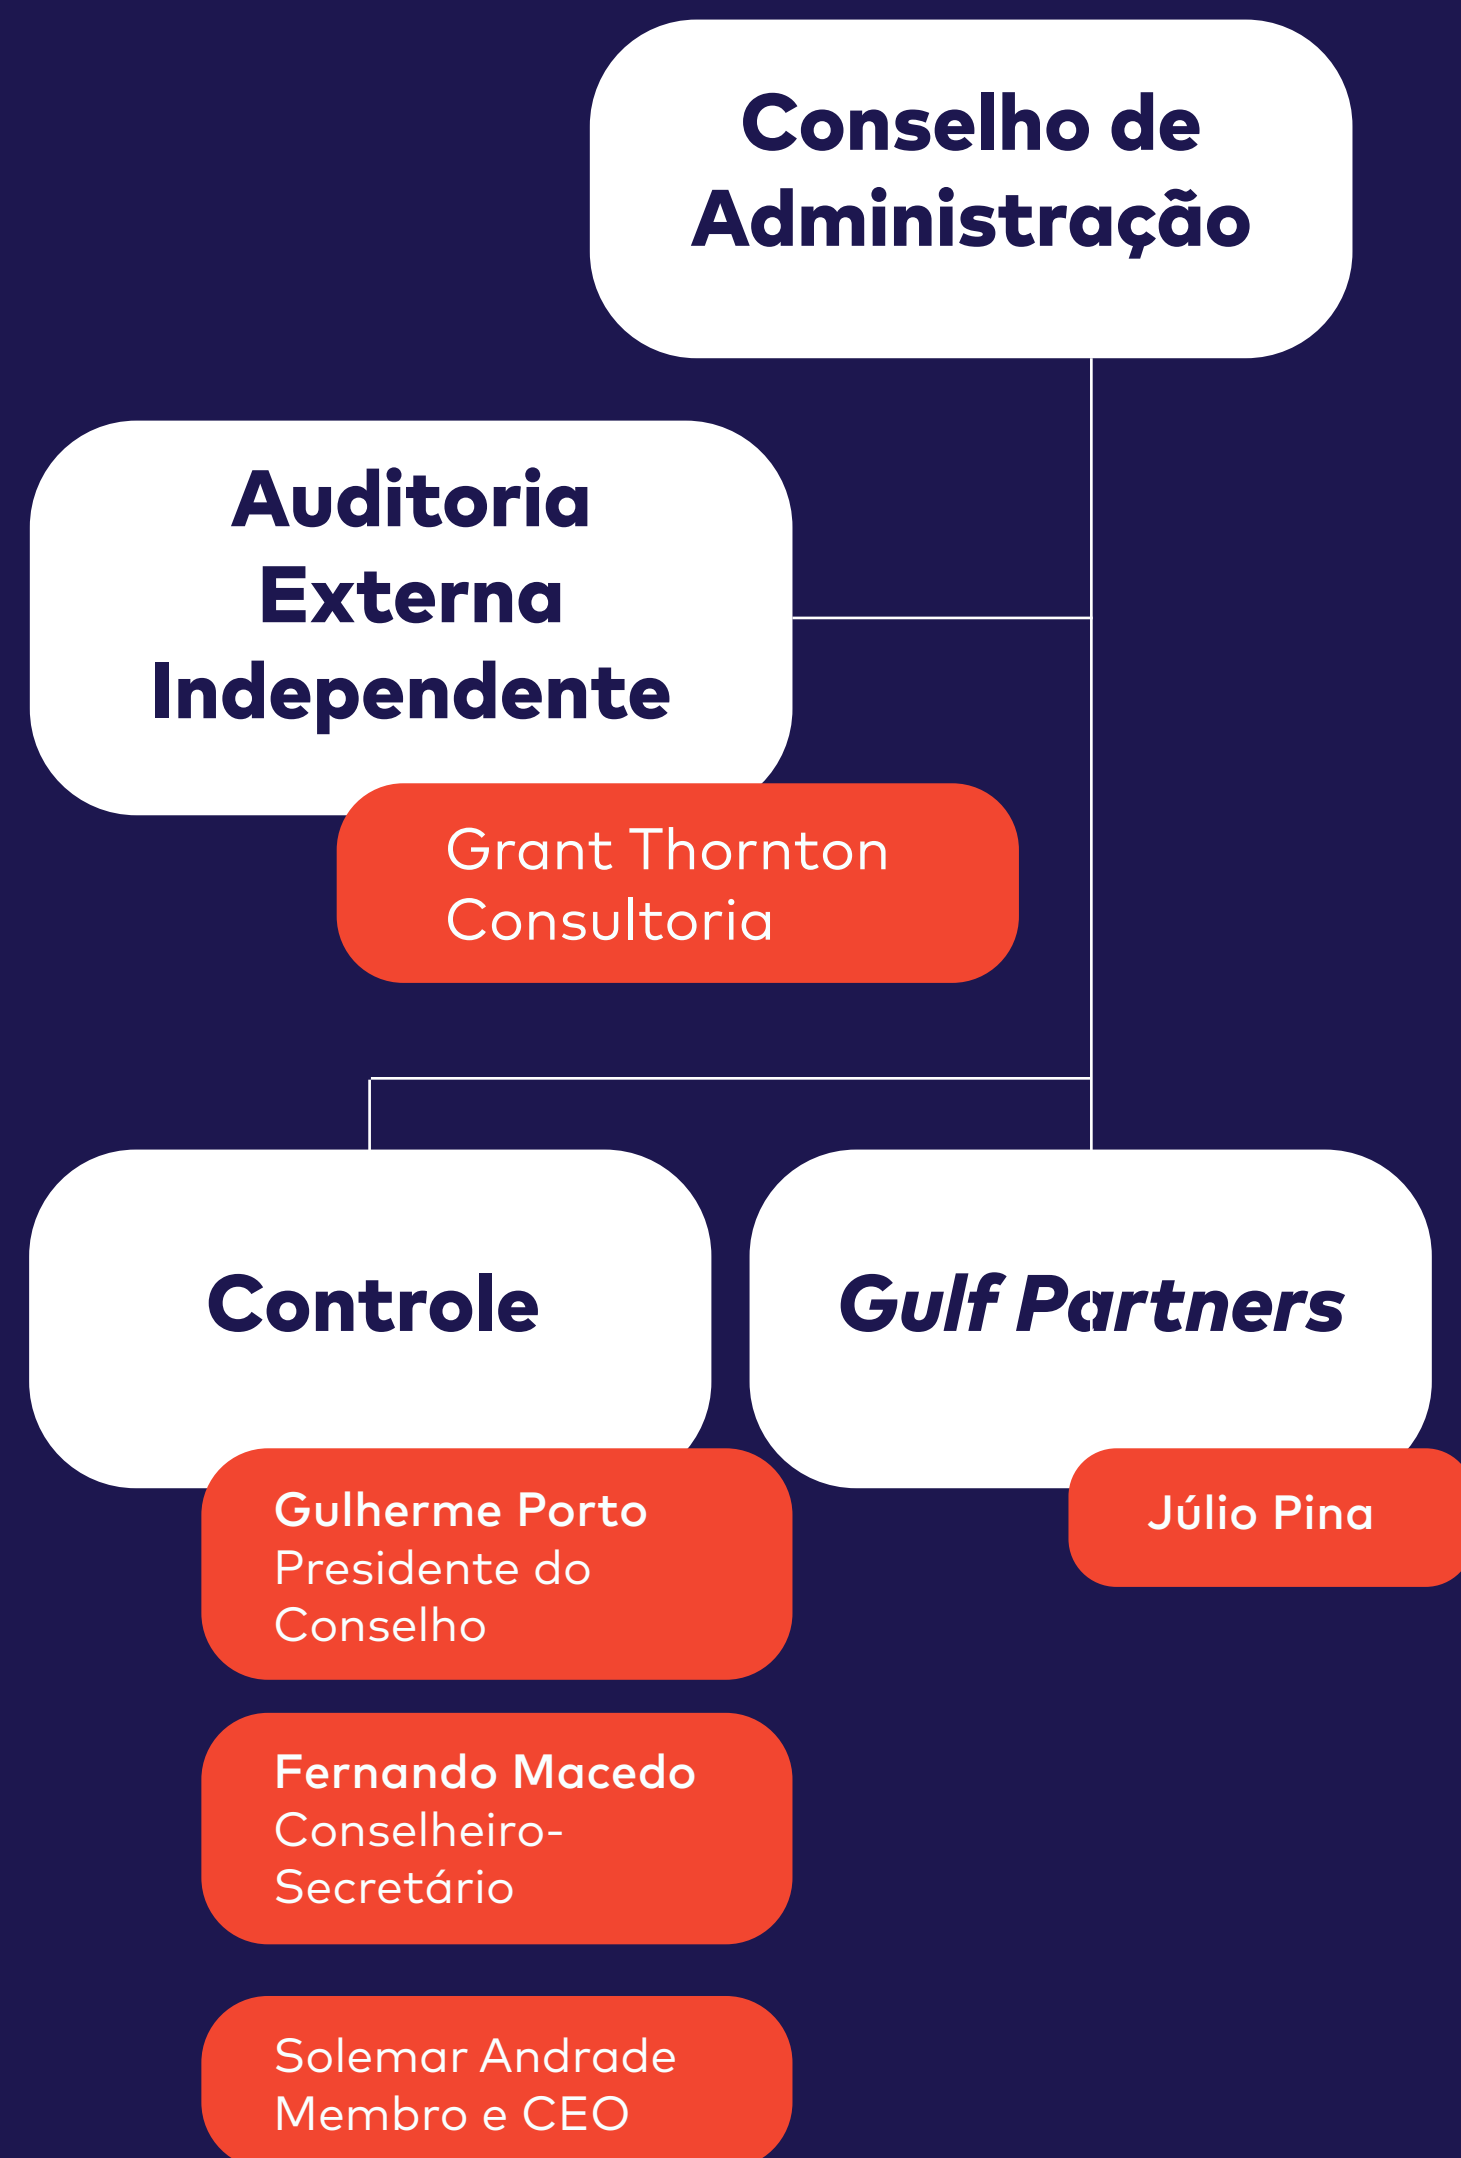 Conselho de
Administração
Auditoria
Externa
Independente
Grant Thornton
Consultoria
Controle
Gulf Partners
Gulherme Porto
Presidente do
Conselho
Júlio Pina
Fernando Macedo
Conselheiro-
Secretário
Solemar Andrade
Membro e CEO